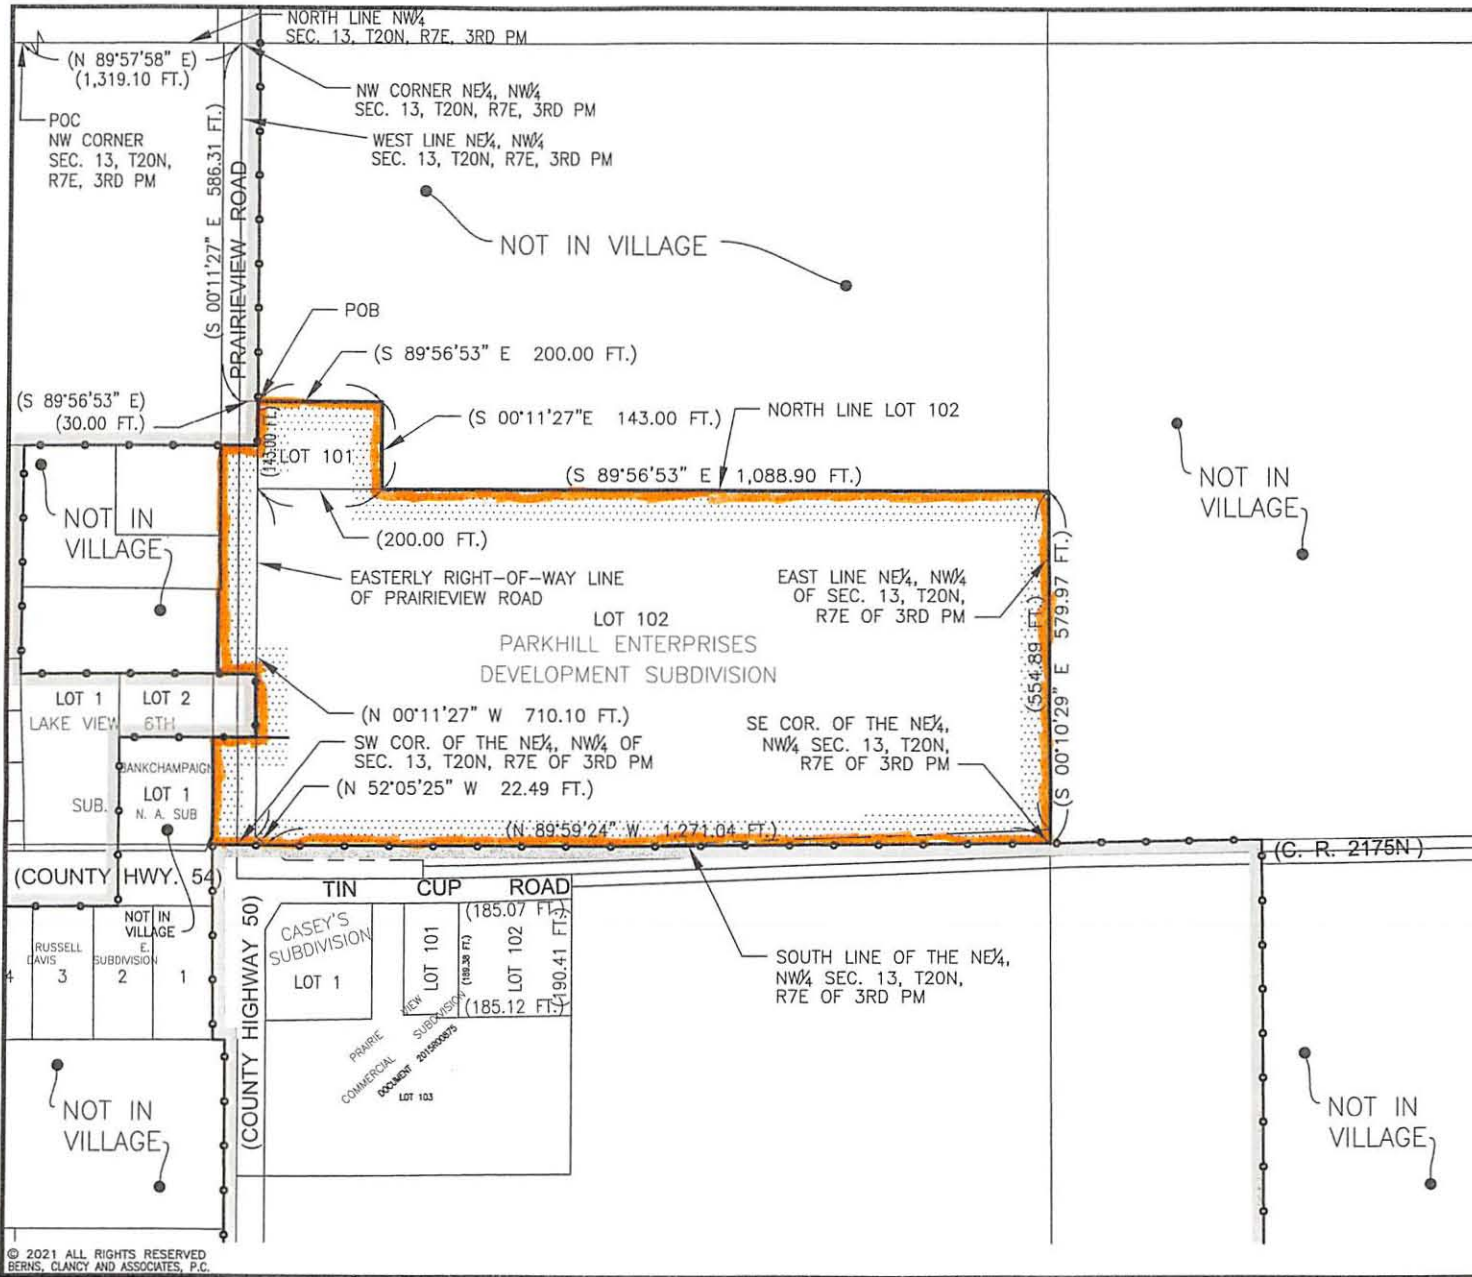 NORTH LINE NW¼
SEC. 13, T20N, R7E, 3RD PM
(N 89°57'58" E)
(1,319.10 FT.)
NW CORNER NE¼, NW¼
SEC. 13, T20N, R7E, 3RD PM
POC
NW CORNER
SEC. 13, T20N,
R7E, 3RD PM
WEST LINE NE¼, NW¼
SEC. 13, T20N, R7E, 3RD PM
(S 00°11'27" E 586.31 FT.)
PRAIRIEVIEW ROAD
NOT IN VILLAGE
POB
(S 89°56'53" E 200.00 FT.)
(S 89°56'53" E)
(30.00 FT.)
(S 00°11'27"E 143.00 FT.)
NORTH LINE LOT 102
(143.00 FT.)
LOT 101
(S 89°56'53" E 1,088.90 FT.)
NOT IN
VILLAGE
NOT IN
VILLAGE
(200.00 FT.)
EASTERLY RIGHT-OF-WAY LINE
OF PRAIRIEVIEW ROAD
EAST LINE NE¼, NW¼
OF SEC. 13, T20N,
R7E OF 3RD PM
LOT 102
PARKHILL ENTERPRISES
DEVELOPMENT SUBDIVISION
(554.89 FT.)
(S 00°10'29" E 579.97 FT.)
LOT 1
LOT 2
LAKE VIEW 6TH
(N 00°11'27" W 710.10 FT.)
SW COR. OF THE NE¼, NW¼ OF
SEC. 13, T20N, R7E OF 3RD PM
SE COR. OF THE NE¼,
NW¼ SEC. 13, T20N,
R7E OF 3RD PM
BANKCHAMPAIGN
LOT 1
N. A. SUB
SUB.
(N 52°05'25" W 22.49 FT.)
(N 89°59'24" W 1,271.04 FT.)
(C. R. 2175N)
(COUNTY HWY. 54)
TIN CUP ROAD
(COUNTY HIGHWAY 50)
NOT IN
VILLAGE
RUSSELL E.
DAVIS SUBDIVISION
4
3
2
1
CASEY'S
SUBDIVISION
LOT 1
LOT 101
(189.38 FT.)
(185.07 FT.)
LOT 102
(190.41 FT.)
(185.12 FT.)
PRAIRIE VIEW
COMMERCIAL SUBDIVISION
DOCUMENT 2015R00875
LOT 103
SOUTH LINE OF THE NE¼,
NW¼ SEC. 13, T20N,
R7E OF 3RD PM
NOT IN
VILLAGE
NOT IN
VILLAGE
© 2021 ALL RIGHTS RESERVED
BERNS, CLANCY AND ASSOCIATES, P.C.